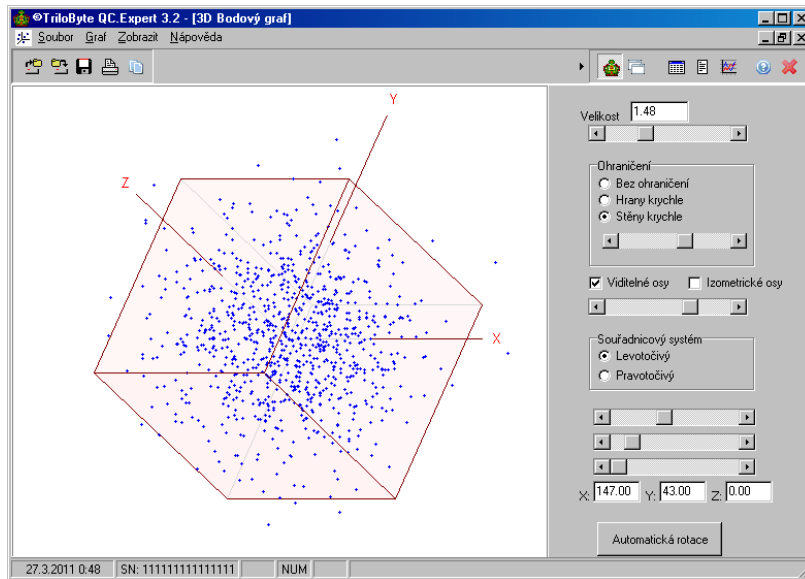 ©TriloByte QC.Expert 3.2 - [3D Bodový graf]
Soubor Graf Zobrazit Nápověda
Y
Z
X
Velikost 1.48
Ohraničení
Bez ohraničení
Hrany krychle
Stěny krychle
Viditelné osy Izometrické osy
Souřadnicový systém
Levotočivý
Pravotočivý
X: 147.00 Y: 43.00 Z: 0.00
Automatická rotace
27.3.2011 0:48 SN: 111111111111111 NUM